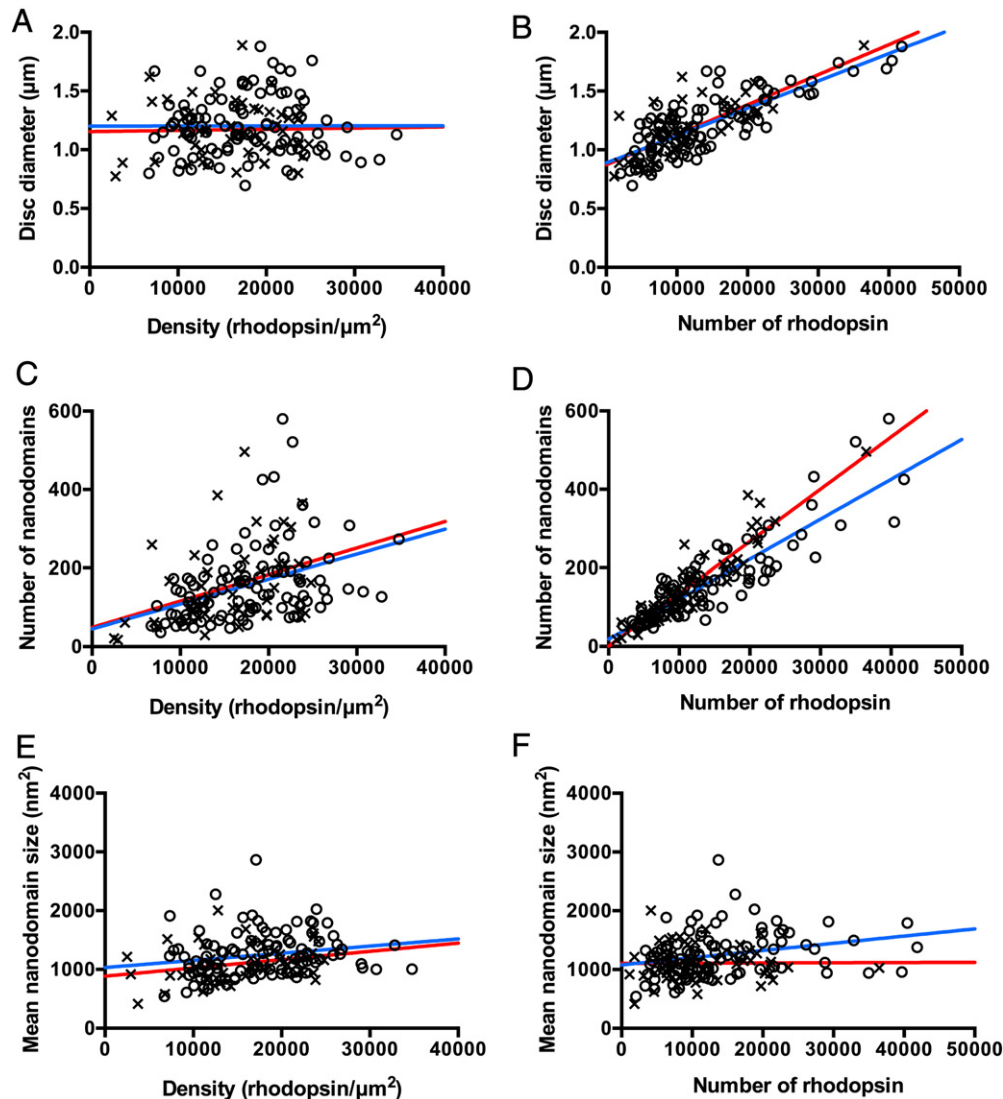 A
B
2.0
1.5
1.0
0.5
0.0
Disc diameter (µm)
0 10000 20000 30000 40000
Density (rhodopsin/µm²)
2.0
1.5
1.0
0.5
0.0
Disc diameter (µm)
0 10000 20000 30000 40000 50000
Number of rhodopsin
C
D
600
400
200
0
Number of nanodomains
0 10000 20000 30000 40000
Density (rhodopsin/µm²)
600
400
200
0
Number of nanodomains
0 10000 20000 30000 40000 50000
Number of rhodopsin
E
F
4000
3000
2000
1000
0
Mean nanodomain size (nm²)
0 10000 20000 30000 40000
Density (rhodopsin/µm²)
4000
3000
2000
1000
0
Mean nanodomain size (nm²)
0 10000 20000 30000 40000 50000
Number of rhodopsin